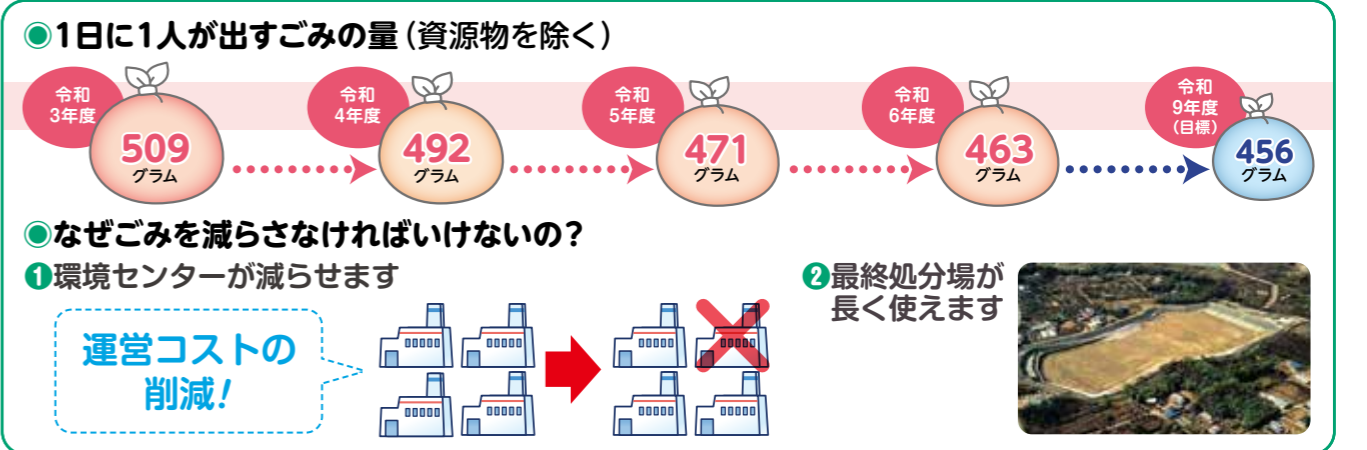 ◉1日に1人が出すごみの量(資源物を除く)
令和
3年度
509
グラム
令和
4年度
492
グラム
令和
5年度
471
グラム
令和
6年度
463
グラム
令和
9年度
(目標)
456
グラム
◉なぜごみを減らさなければいけないの?
❶環境センターが減らせます
運営コストの
削減!
❷最終処分場が
長く使えます